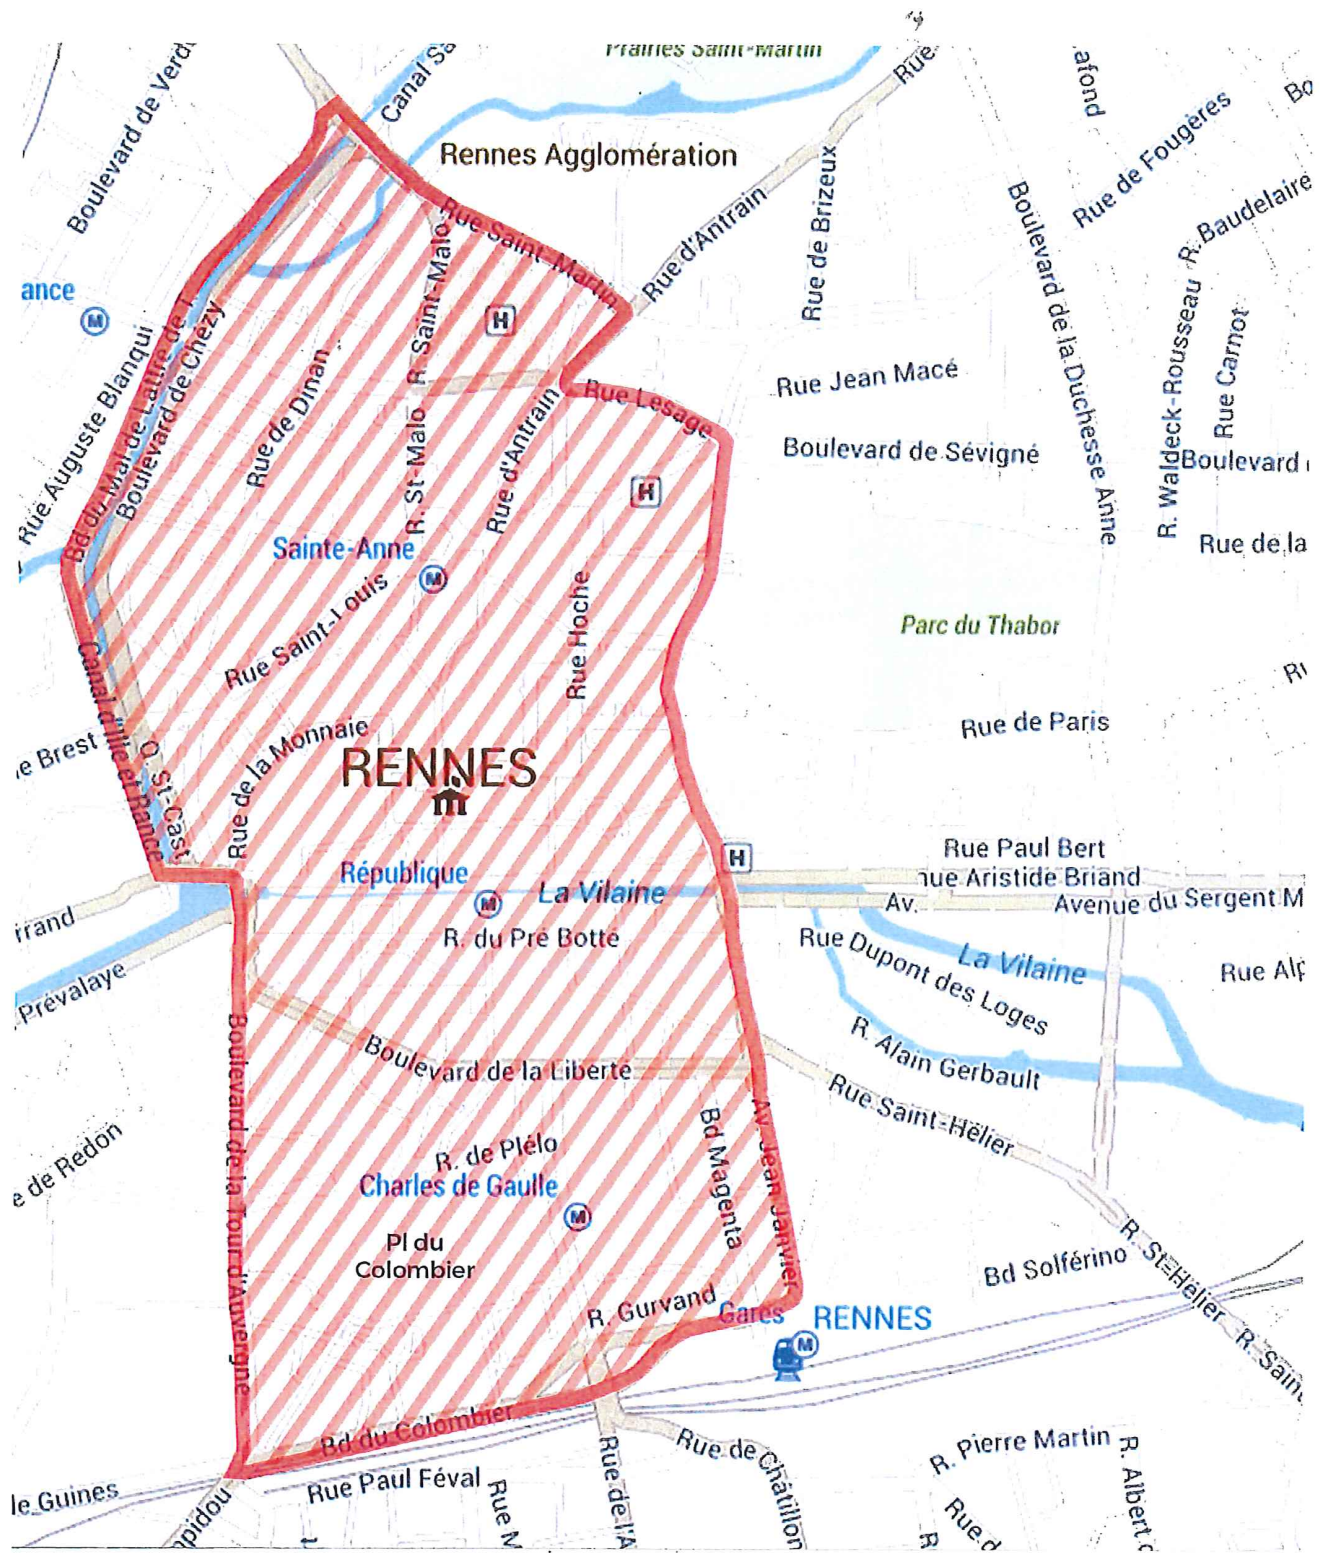 Prairies Saint-Martin
Boulevard de Verd
Canal Sa
Rue
afond
Bo
Rue de Fougères
Rennes Agglomération
R. Baudelaire
Rue d'Antrain
Rue de Brizeux
Boulevard de la Duchesse Anne
Rue Saint-Martin
R Saint-Malo
ance
M
H
Rue Auguste Blanqui
Bd du Mal de Lattre de T
Boulevard de Chezy
Rue de Dinan
R. St-Malo
Rue d'Antrain
Rue Lesage
Rue Jean Macé
R. Waldeck-Rousseau
Rue Carnot
Boulevard de Sévigné
Boulevard
H
Rue de la
Sainte-Anne
M
Rue Saint-Louis
Rue Hoche
Parc du Thabor
Rue de Paris
e Brest
Canal d'Ille et Rance
Q. St-Cast
Rue de la Monnaie
RENNES
H
Rue Paul Bert
République
M
La Vilaine
nue Aristide Briand
Av.
Avenue du Sergent M
rrand
R. du Pré Botté
Rue Dupont des Loges
La Vilaine
Rue Alp
Prévalaye
Boulevard de la Liberté
R. Alain Gerbault
Rue Saint-Hélier
Boulevard de la Tour d'Auvergne
Bd Magenta
Av. Jean Janvier
e de Redon
R. de Plélo
Charles de Gaulle
M
Pl du
Colombier
R. St-Hélier
Bd Solférino
R. Gurvand
Gares
RENNES
M
R. Saint
Bd du Colombier
Rue Paul Féval
Rue de Châtillon
R. Pierre Martin
R. Albert
le Guines
pidou
Rue M
Rue de l'A
R
Rue d